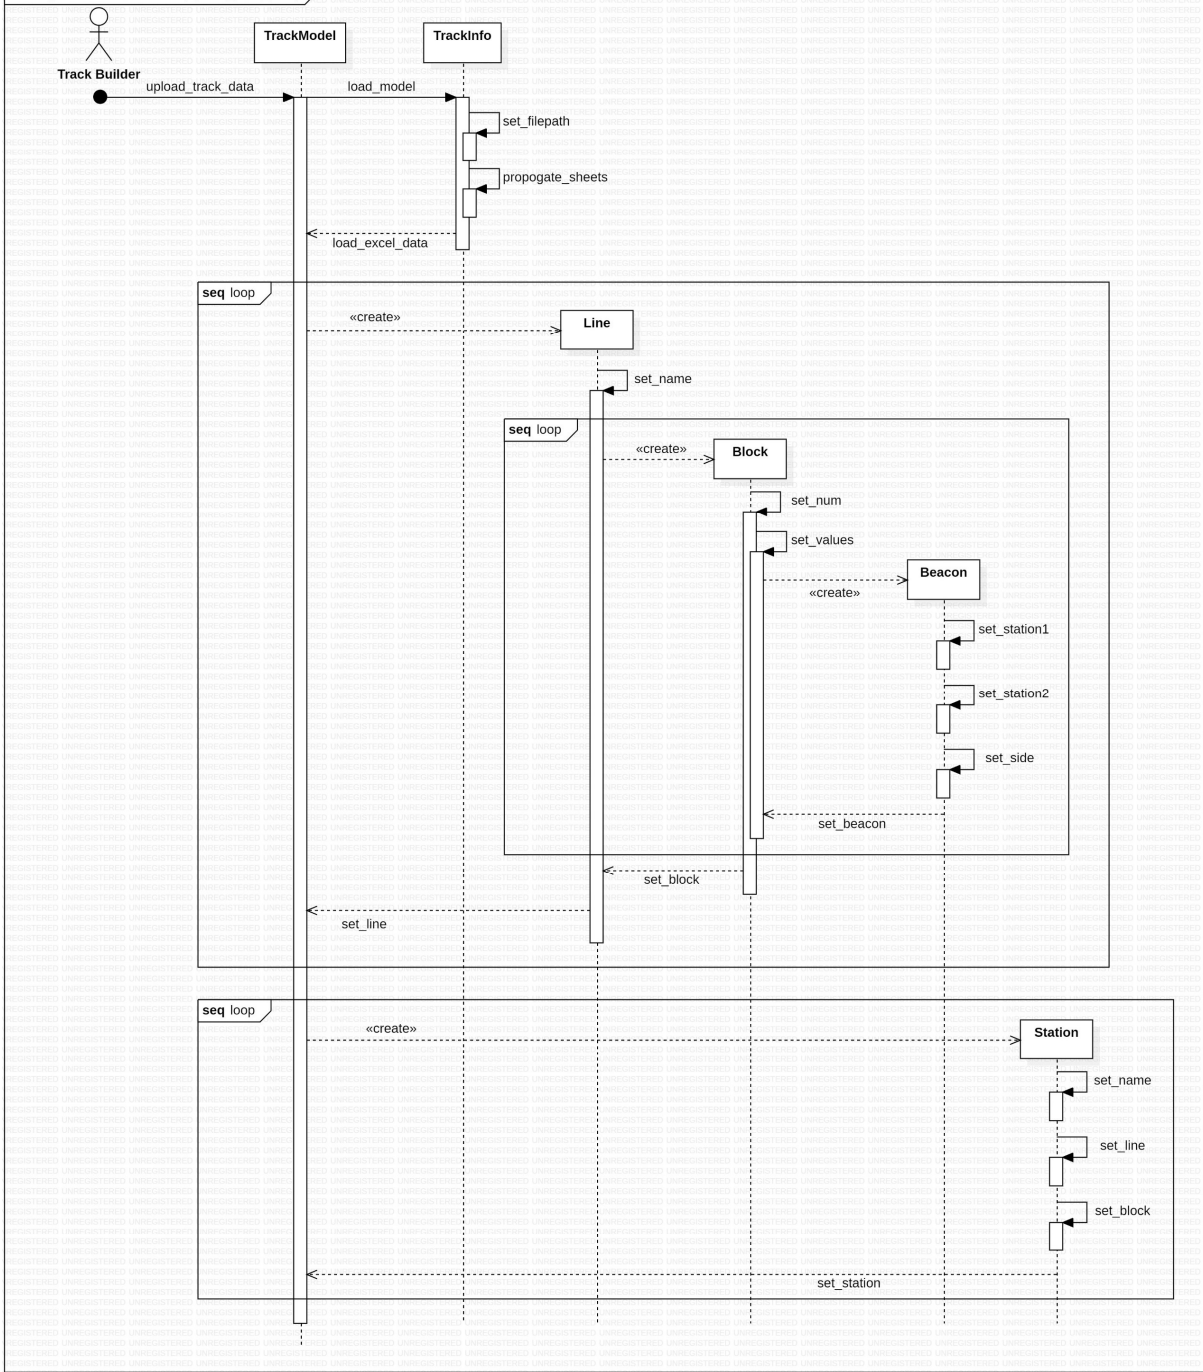 TrackModel
TrackInfo
Track Builder
upload_track_data
load_model
set_filepath
propogate_sheets
load_excel_data
seq loop
«create»
Line
set_name
seq loop
«create»
Block
set_num
set_values
Beacon
«create»
set_station1
set_station2
set_side
set_beacon
set_block
set_line
seq loop
«create»
Station
set_name
set_line
set_block
set_station